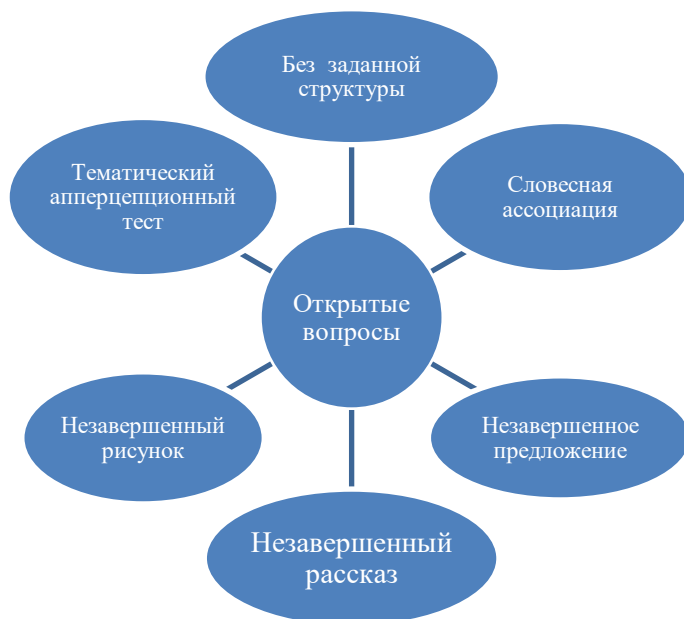 Без заданной
структуры
Тематический
апперцепционный
тест
Словесная
ассоциация
Открытые
вопросы
Незавершенный
рисунок
Незавершенное
предложение
Незавершенный
рассказ